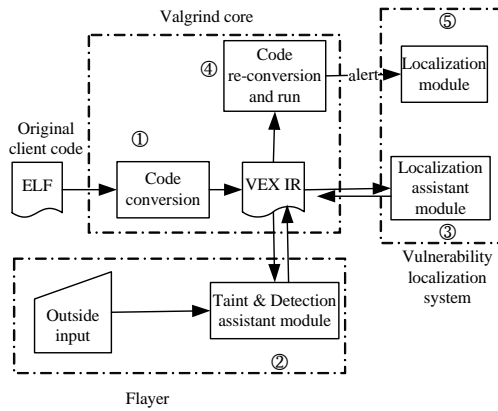 Valgrind core
⑤
④
Code
re-conversion
and run
alert
Localization
module
Original
client code
①
ELF
Code
conversion
VEX IR
Localization
assistant
module
③
Vulnerability
localization
system
Outside
input
Taint & Detection
assistant module
②
Flayer